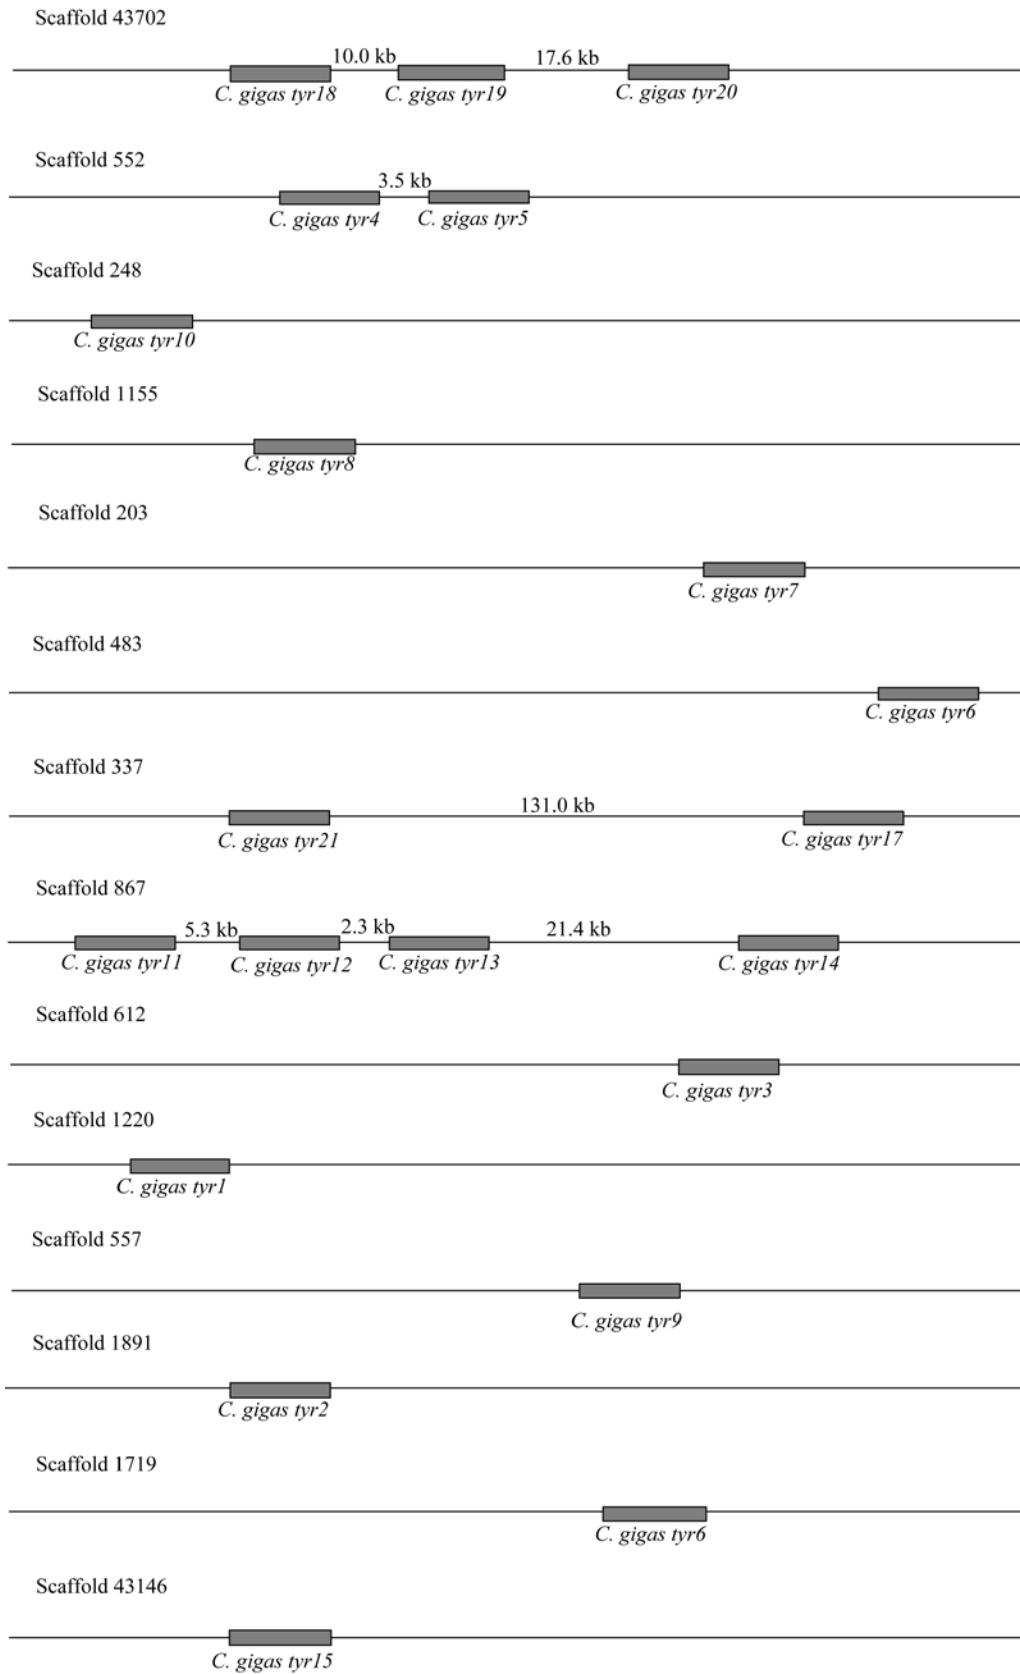 Scaffold 43702
10.0 kb 17.6 kb
C. gigas tyr18 C. gigas tyr19 C. gigas tyr20
Scaffold 552
3.5 kb
C. gigas tyr4 C. gigas tyr5
Scaffold 248
C. gigas tyr10
Scaffold 1155
C. gigas tyr8
Scaffold 203
C. gigas tyr7
Scaffold 483
C. gigas tyr6
Scaffold 337
131.0 kb
C. gigas tyr21 C. gigas tyr17
Scaffold 867
5.3 kb 2.3 kb 21.4 kb
C. gigas tyr11 C. gigas tyr12 C. gigas tyr13 C. gigas tyr14
Scaffold 612
C. gigas tyr3
Scaffold 1220
C. gigas tyr1
Scaffold 557
C. gigas tyr9
Scaffold 1891
C. gigas tyr2
Scaffold 1719
C. gigas tyr6
Scaffold 43146
C. gigas tyr15